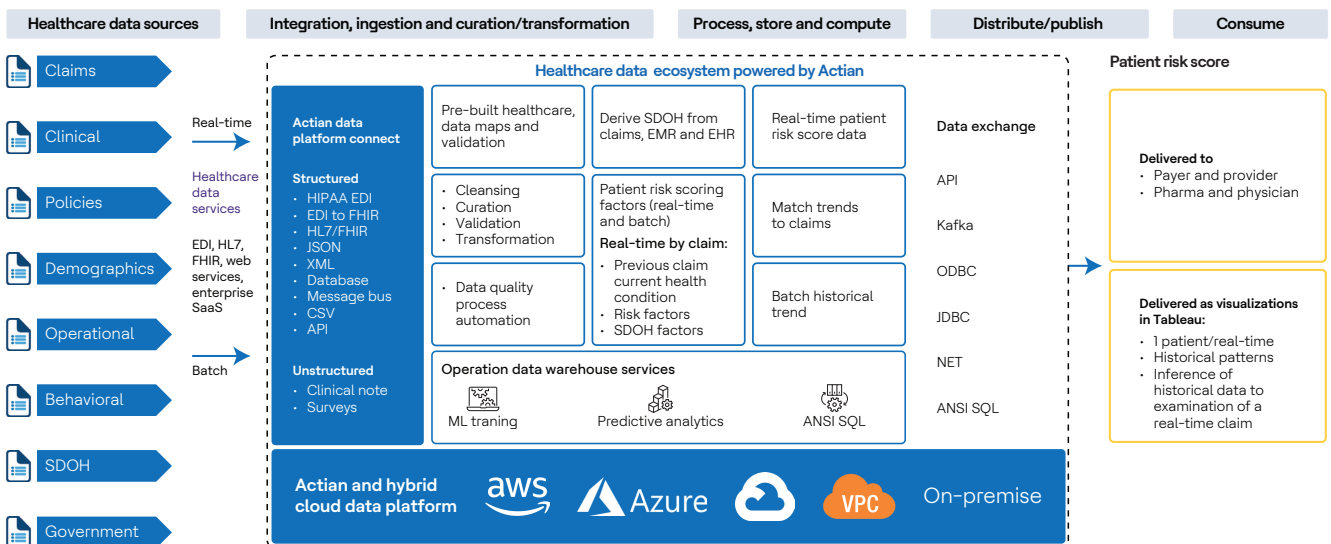 Healthcare data sources
Integration, ingestion and curation/transformation
Process, store and compute
Distribute/publish
Consume
Claims
Clinical
Policies
Demographics
Operational
Behavioral
SDOH
Government
Real-time
Healthcare
data
services
EDI, HL7,
FHIR, web
services,
enterprise
SaaS
Batch
Healthcare data ecosystem powered by Actian
Actian data
platform connect
Structured
• HIPAA EDI
• EDI to FHIR
• HL7/FHIR
• JSON
• XML
• Database
• Message bus
• CSV
• API
Unstructured
• Clinical note
• Surveys
Pre-built healthcare,
data maps and
validation
Derive SDOH from
claims, EMR and EHR
Real-time patient
risk score data
• Cleansing
• Curation
• Validation
• Transformation
Patient risk scoring
factors (real-time
and batch)
Real-time by claim:
• Previous claim
current health
condition
• Risk factors
• SDOH factors
Match trends
to claims
• Data quality
process
automation
Batch historical
trend
Operation data warehouse services
ML traning
Predictive analytics
ANSI SQL
Data exchange
API
Kafka
ODBC
JDBC
NET
ANSI SQL
Actian and hybrid
cloud data platform
aws
Azure
VPC
On-premise
Patient risk score
Delivered to
• Payer and provider
• Pharma and physician
Delivered as visualizations
in Tableau:
• 1 patient/real-time
• Historical patterns
• Inference of
historical data to
examination of a
real-time claim